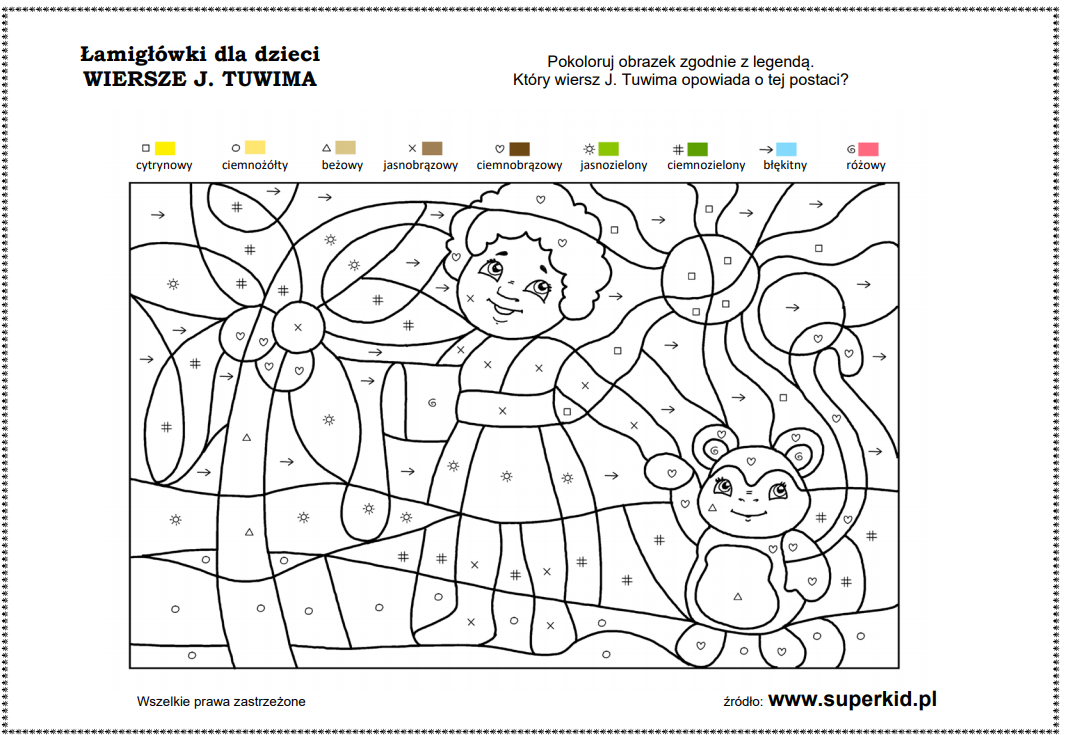 Łamigłówki dla dzieci
WIERSZE J. TUWIMA
Pokoloruj obrazek zgodnie z legendą.
Który wiersz J. Tuwima opowiada o tej postaci?
cytrynowy ciemnożółty beżowy jasnobrązowy ciemnobrązowy jasnozielony ciemnozielony błękitny różowy
Wszelkie prawa zastrzeżone
źródło: www.superkid.pl